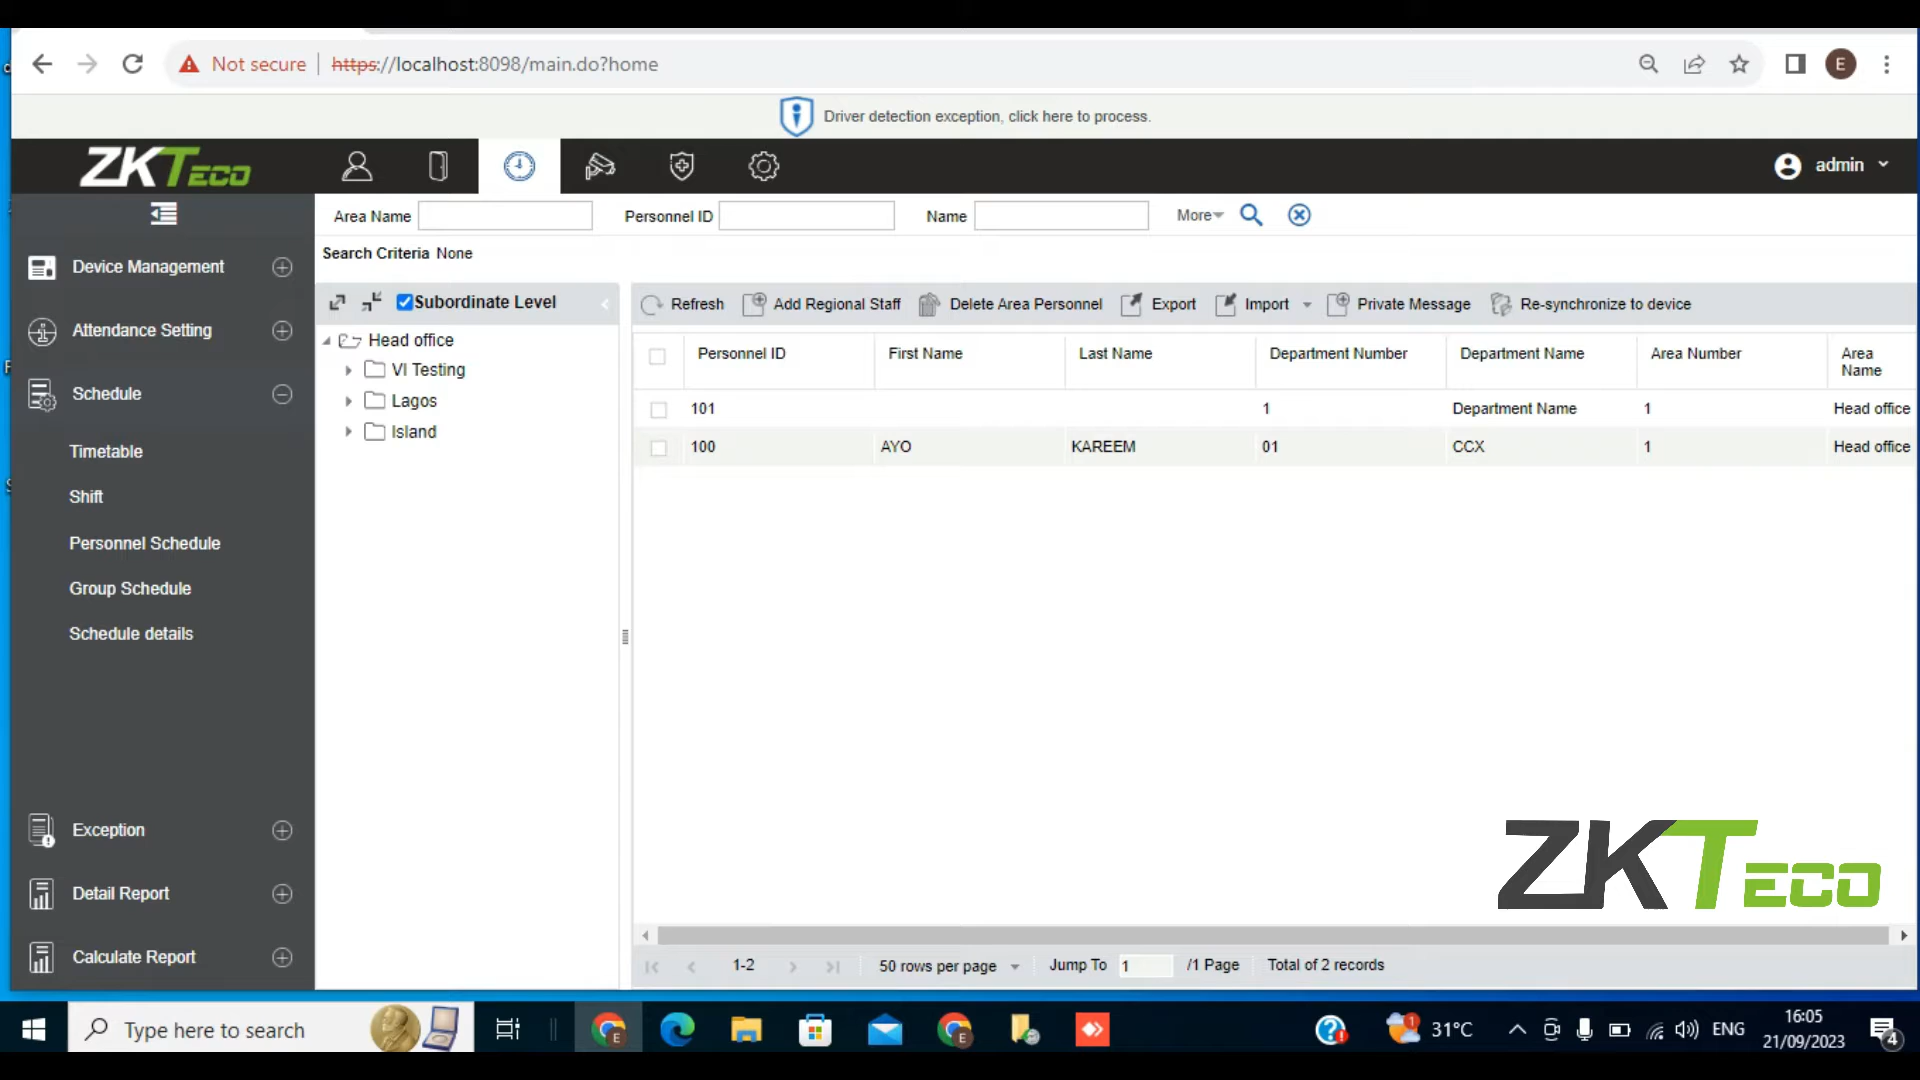 Not secure https://localhost:8098/main.do?home E
Driver detection exception, click here to process.
ZKTeco admin
Area Name Personnel ID Name More
Search Criteria None
Device Management
Attendance Setting
Schedule
Timetable
Shift
Personnel Schedule
Group Schedule
Schedule details
Exception
Detail Report
Calculate Report
Subordinate Level
Head office
VI Testing
Lagos
Island
Refresh Add Regional Staff Delete Area Personnel Export Import Private Message Re-synchronize to device
Personnel ID First Name Last Name Department Number Department Name Area Number Area Name
101 1 Department Name 1 Head office
100 AYO KAREEM 01 CCX 1 Head office
ZKTeco
1-2 50 rows per page Jump To 1 /1 Page Total of 2 records
Type here to search E E 1 31°C ENG 16:05
21/09/2023 4